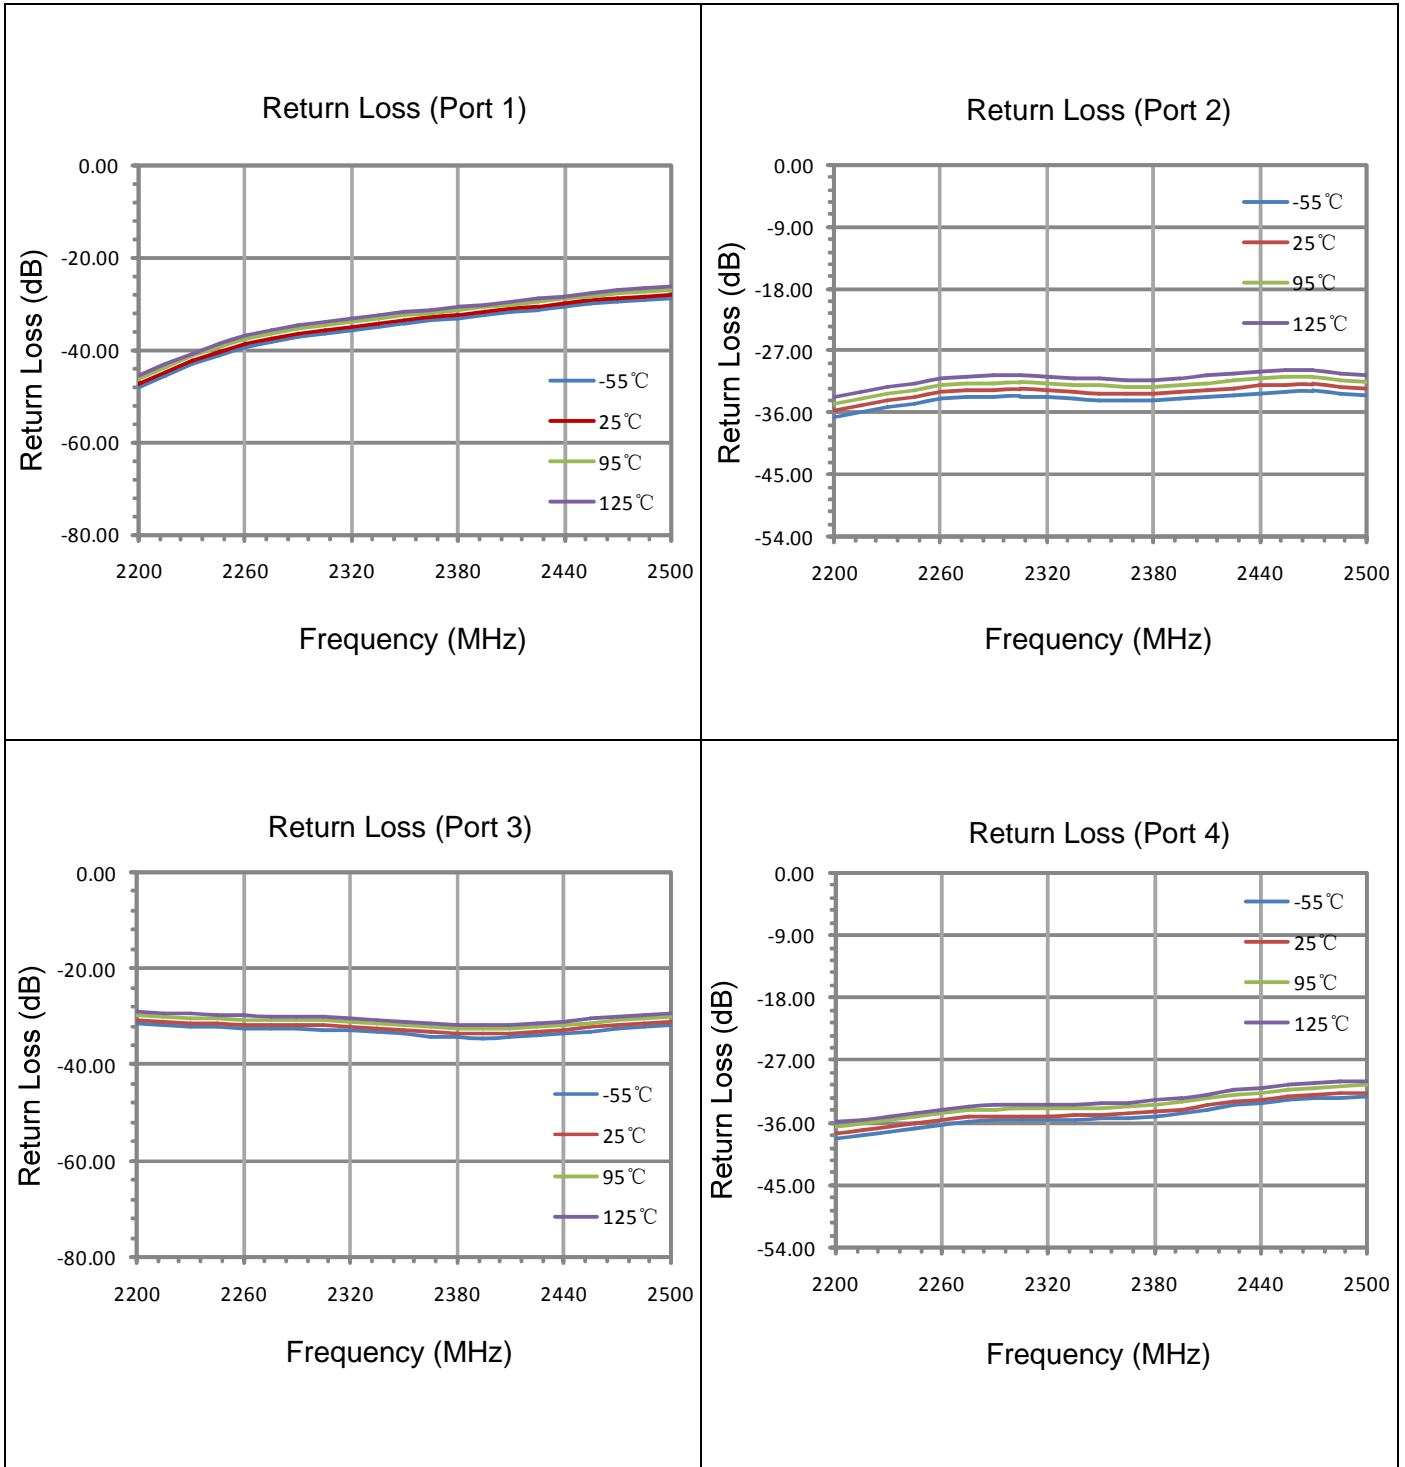 Return Loss (Port 1)
Return Loss (dB)
0.00
-20.00
-40.00
-60.00
-80.00
-55℃
25℃
95℃
125℃
2200 2260 2320 2380 2440 2500
Frequency (MHz)
Return Loss (Port 2)
Return Loss (dB)
0.00
-9.00
-18.00
-27.00
-36.00
-45.00
-54.00
-55℃
25℃
95℃
125℃
2200 2260 2320 2380 2440 2500
Frequency (MHz)
Return Loss (Port 3)
Return Loss (dB)
0.00
-20.00
-40.00
-60.00
-80.00
-55℃
25℃
95℃
125℃
2200 2260 2320 2380 2440 2500
Frequency (MHz)
Return Loss (Port 4)
Return Loss (dB)
0.00
-9.00
-18.00
-27.00
-36.00
-45.00
-54.00
-55℃
25℃
95℃
125℃
2200 2260 2320 2380 2440 2500
Frequency (MHz)